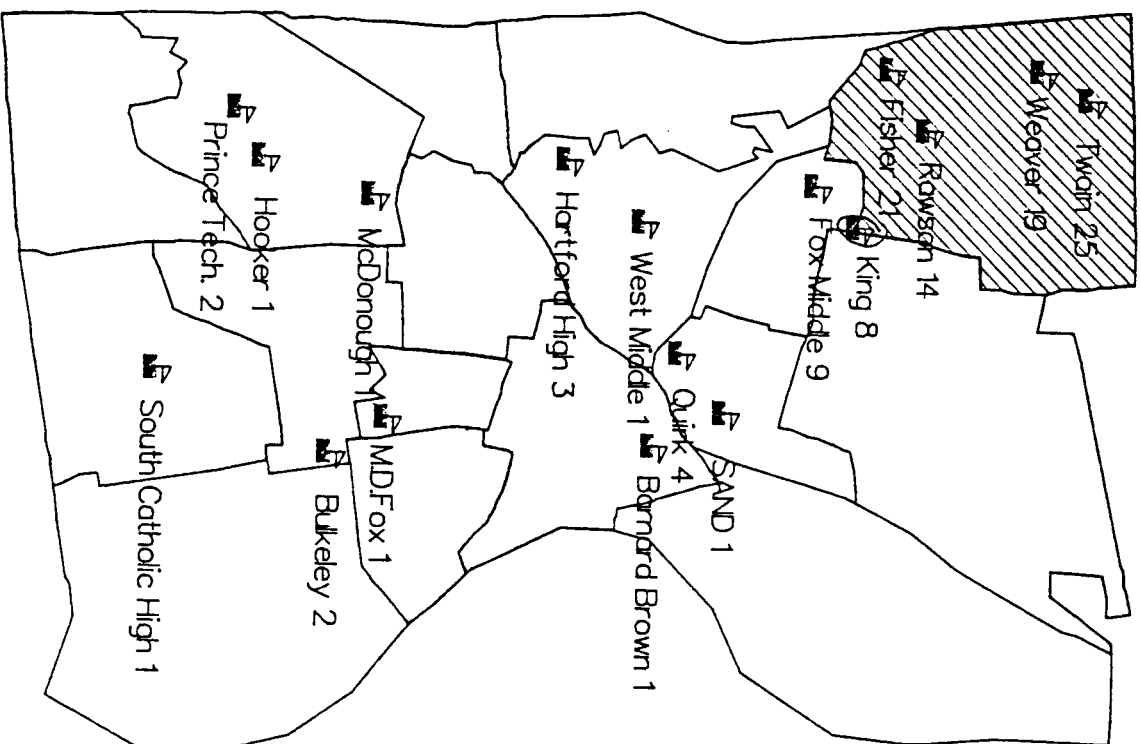 Twain 25
Weaver 19
Rawson 14
Fisher 21
King 8
Fox Middle 9
SAND 1
Quirk 4
West Middle 1
Barnard Brown 1
Hartford High 3
McDonough 1
M.D.Fox 1
Bulkeley 2
Hooker 1
Prince Tech. 2
South Catholic High 1